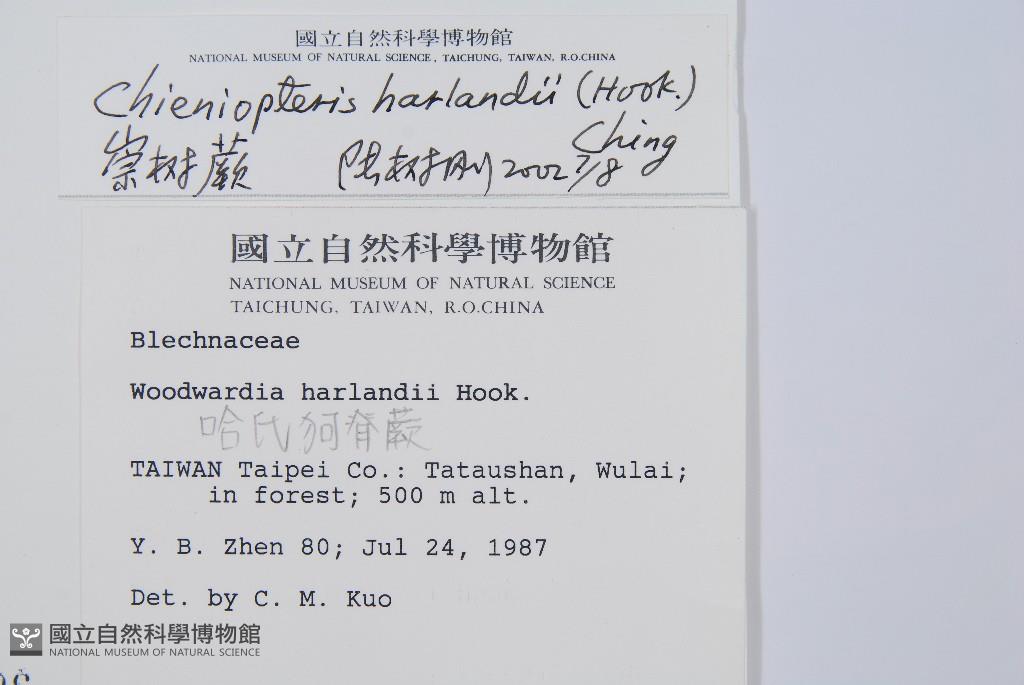 國立自然科學博物館
NATIONAL MUSEUM OF NATURAL SCIENCE, TAICHUNG, TAIWAN, R.O.CHINA
Chieniopteris harlandii (Hook.)
Ching
崇树蕨 2002 7/8
國立自然科學博物館
NATIONAL MUSEUM OF NATURAL SCIENCE
TAICHUNG, TAIWAN, R.O.CHINA
Blechnaceae
Woodwardia harlandii Hook.
哈氏狗脊蕨
TAIWAN Taipei Co.: Tataushan, Wulai;
in forest; 500 m alt.
Y. B. Zhen 80; Jul 24, 1987
Det. by C. M. Kuo
國立自然科學博物館
NATIONAL MUSEUM OF NATURAL SCIENCE